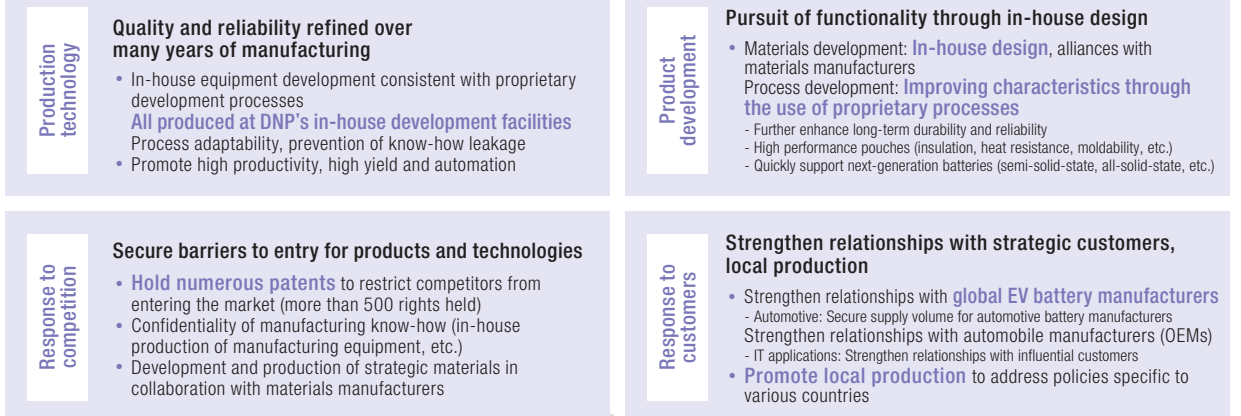 Production
technology
Quality and reliability refined over
many years of manufacturing
• In-house equipment development consistent with proprietary
development processes
All produced at DNP's in-house development facilities
Process adaptability, prevention of know-how leakage
• Promote high productivity, high yield and automation
Product
development
Pursuit of functionality through in-house design
• Materials development: In-house design, alliances with
materials manufacturers
Process development: Improving characteristics through
the use of proprietary processes
- Further enhance long-term durability and reliability
- High performance pouches (insulation, heat resistance, moldability, etc.)
- Quickly support next-generation batteries (semi-solid-state, all-solid-state, etc.)
Response to
competition
Secure barriers to entry for products and technologies
• Hold numerous patents to restrict competitors from
entering the market (more than 500 rights held)
• Confidentiality of manufacturing know-how (in-house
production of manufacturing equipment, etc.)
• Development and production of strategic materials in
collaboration with materials manufacturers
Response to
customers
Strengthen relationships with strategic customers,
local production
• Strengthen relationships with global EV battery manufacturers
- Automotive: Secure supply volume for automotive battery manufacturers
Strengthen relationships with automobile manufacturers (OEMs)
- IT applications: Strengthen relationships with influential customers
• Promote local production to address policies specific to
various countries